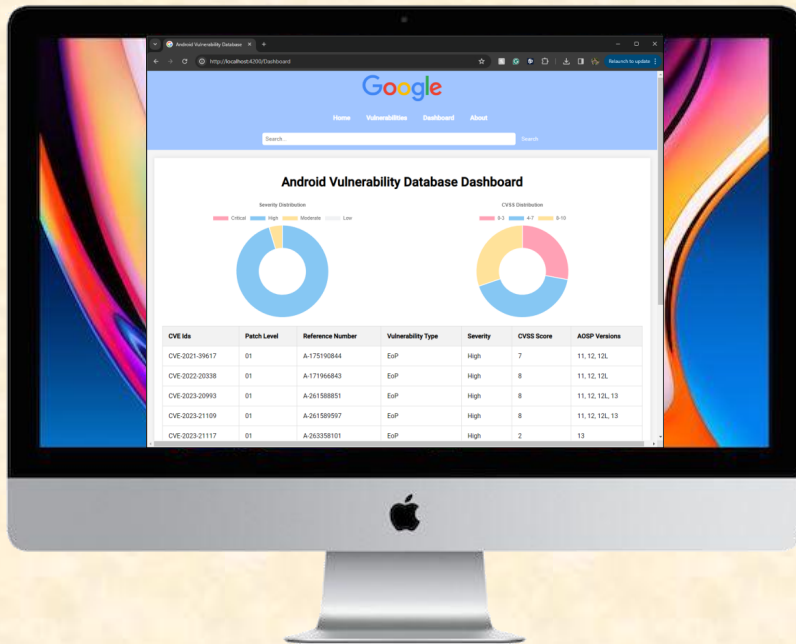 Android Vulnerability Database
http://localhost:4200/Dashboard
Relaunch to update
Google
Home Vulnerabilities Dashboard About
Search... Search
Android Vulnerability Database Dashboard
Severity Distribution
Critical High Moderate Low
CVSS Distribution
0-3 4-7 8-10
CVE Ids Patch Level Reference Number Vulnerability Type Severity CVSS Score AOSP Versions
CVE-2021-39617 01 A-175190844 EoP High 7 11, 12, 12L
CVE-2022-20338 01 A-171966843 EoP High 8 11, 12, 12L
CVE-2023-20993 01 A-261588851 EoP High 8 11, 12, 12L, 13
CVE-2023-21109 01 A-261589597 EoP High 8 11, 12, 12L, 13
CVE-2023-21117 01 A-263358101 EoP High 2 13